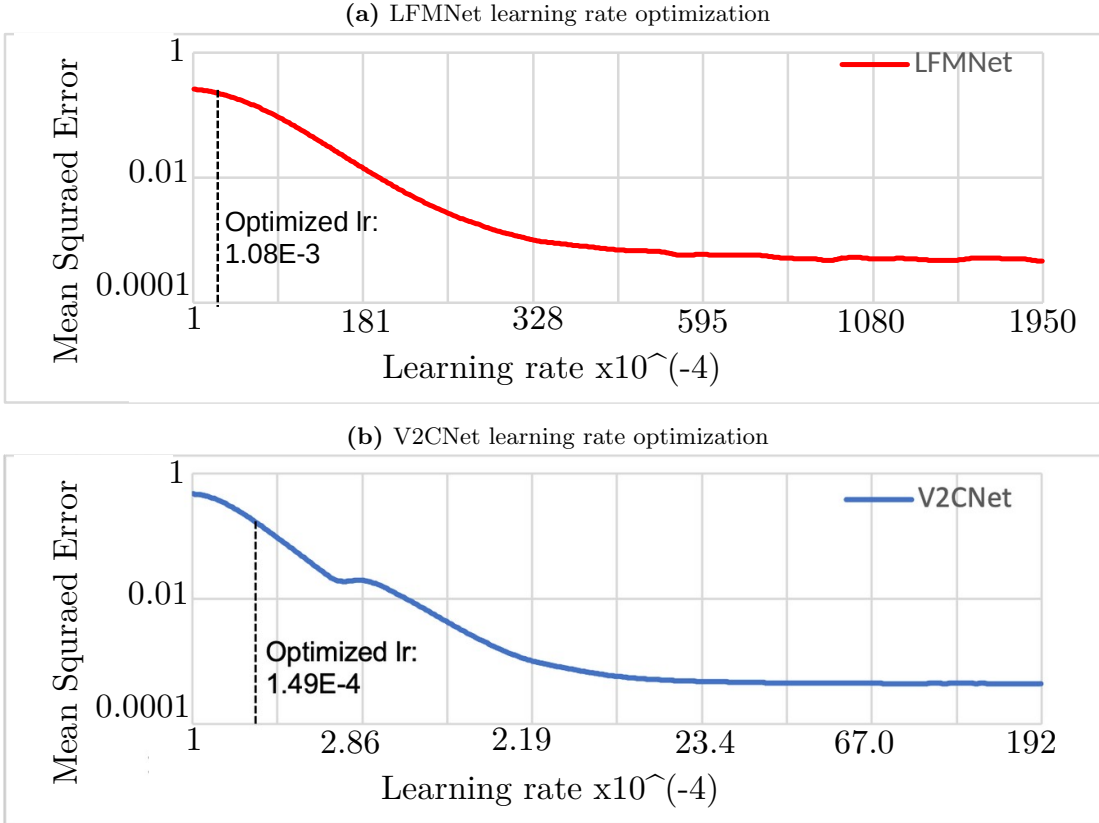 (a) LFMNet learning rate optimization
1
LFMNet
Mean Squraed Error
0.01
Optimized lr:
1.08E-3
0.0001
1 181 328 595 1080 1950
Learning rate x10^(-4)
(b) V2CNet learning rate optimization
1
V2CNet
Mean Squraed Error
0.01
Optimized lr:
1.49E-4
0.0001
1 2.86 2.19 23.4 67.0 192
Learning rate x10^(-4)